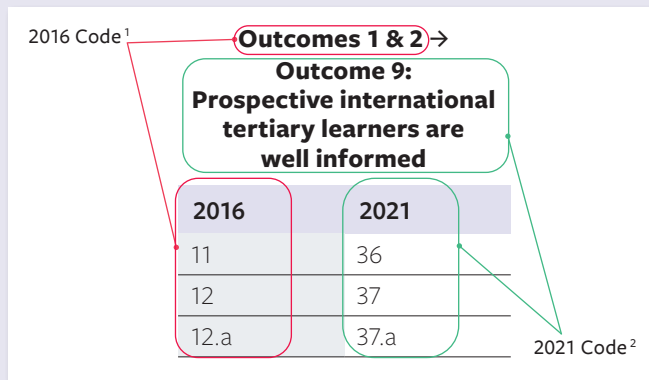 2016 Code¹
Outcomes 1 & 2 →
Outcome 9:
Prospective international
tertiary learners are
well informed
2016 2021
11 36
12 37
12.a 37.a
2021 Code²